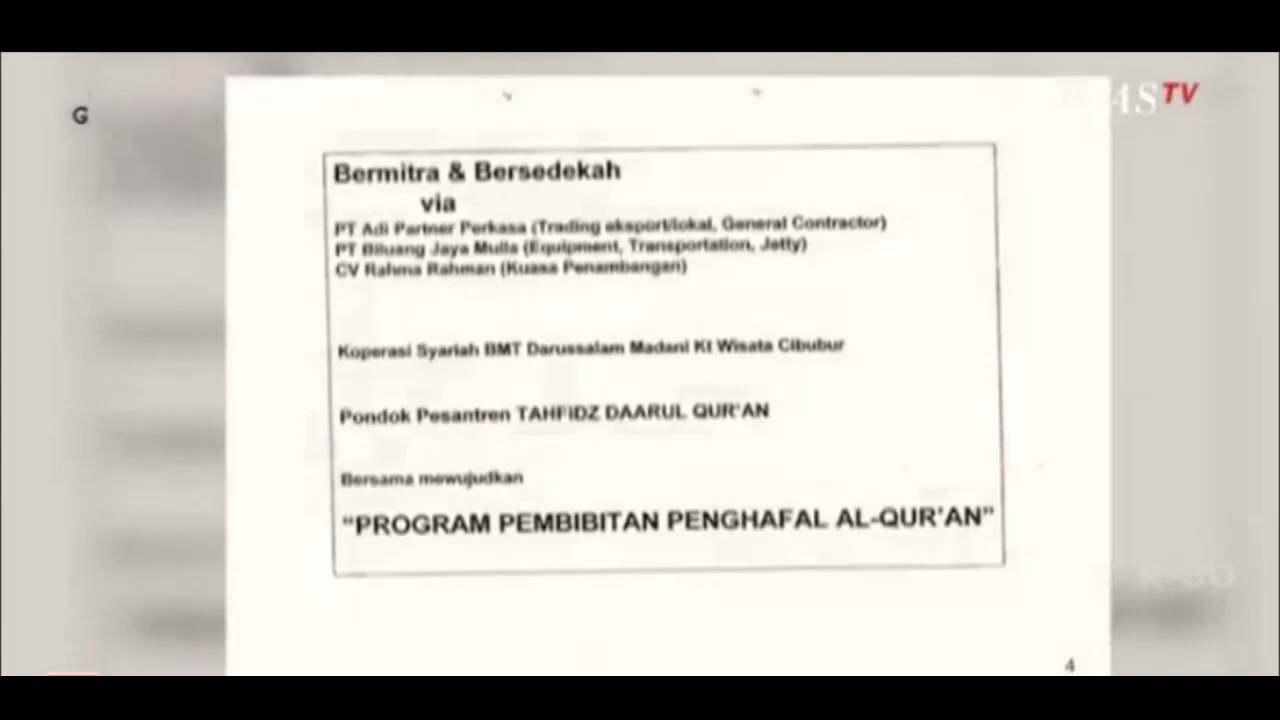 G
AS TV
Bermitra & Bersedekah
via
PT Adi Partner Perkasa (Trading eksport/lokal, General Contractor)
PT Biluang Jaya Mulia (Equipment, Transportation, Jetty)
CV Rahma Rahman (Kuasa Penambangan)
Koperasi Syariah BMT Darussalam Madani Kt Wisata Cibubur
Pondok Pesantren TAHFIDZ DAARUL QUR'AN
Bersama mewujudkan
“PROGRAM PEMBIBITAN PENGHAFAL AL-QUR'AN”
4